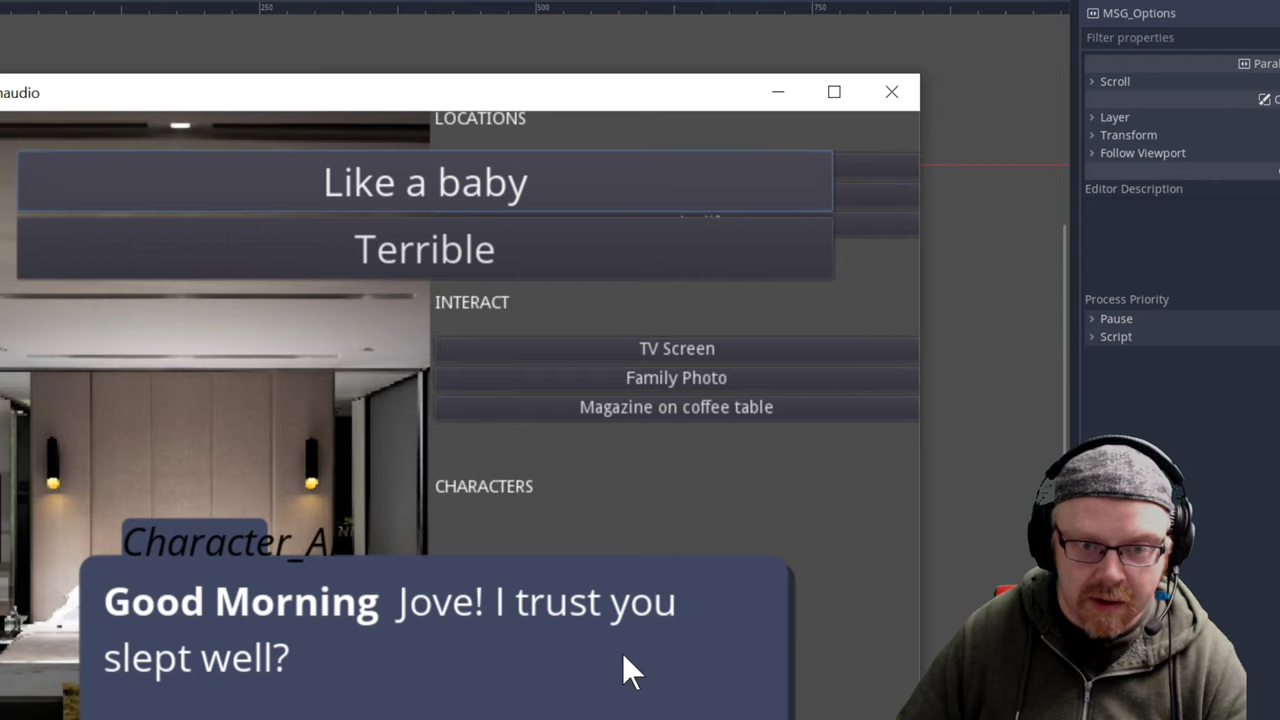 250
500
750
MSG_Options
Filter properties
Scroll
Layer
Transform
Follow Viewport
Editor Description
Process Priority
Pause
Script
naudio
LOCATIONS
Like a baby
Terrible
INTERACT
TV Screen
Family Photo
Magazine on coffee table
CHARACTERS
Character_A
Good Morning Jove! I trust you
slept well?